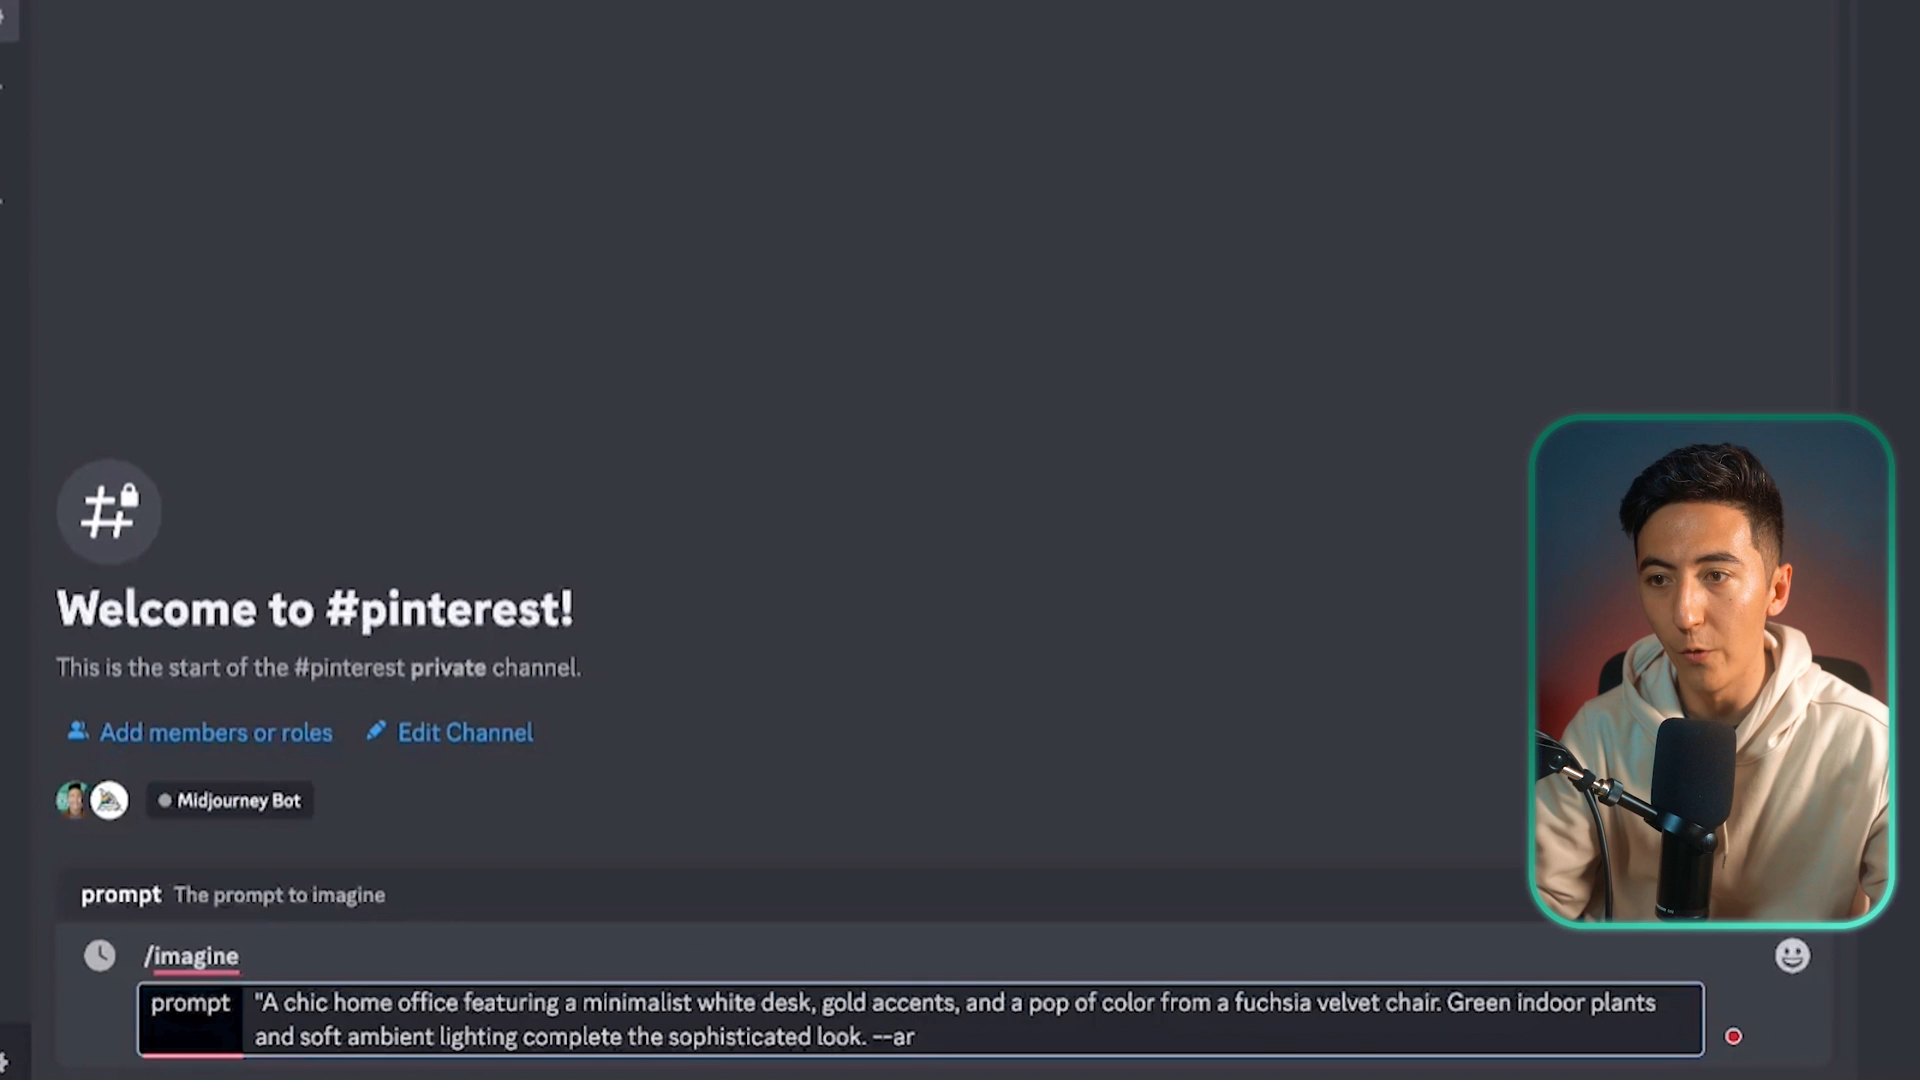 Welcome to #pinterest!
This is the start of the #pinterest private channel.
Add members or roles Edit Channel
Midjourney Bot
prompt The prompt to imagine
/imagine
prompt "A chic home office featuring a minimalist white desk, gold accents, and a pop of color from a fuchsia velvet chair. Green indoor plants
and soft ambient lighting complete the sophisticated look. --ar